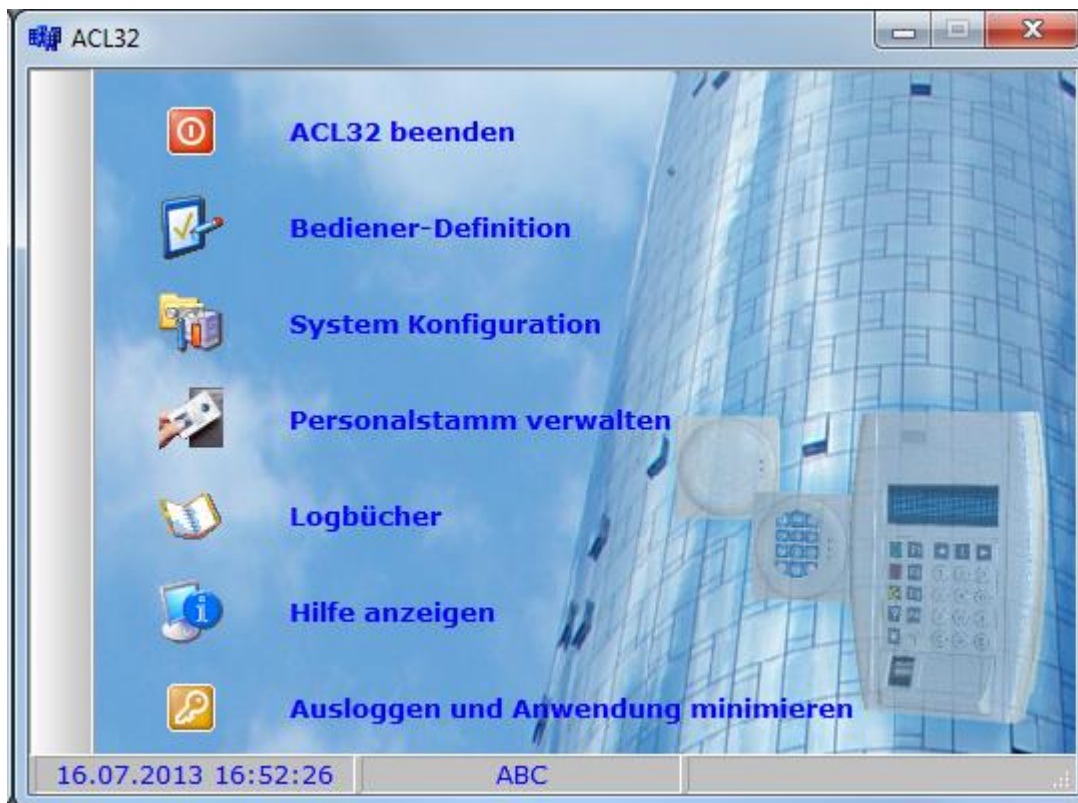 ACL32
ACL32 beenden
Bediener-Definition
System Konfiguration
Personalstamm verwalten
Logbücher
Hilfe anzeigen
Ausloggen und Anwendung minimieren
16.07.2013 16:52:26 ABC